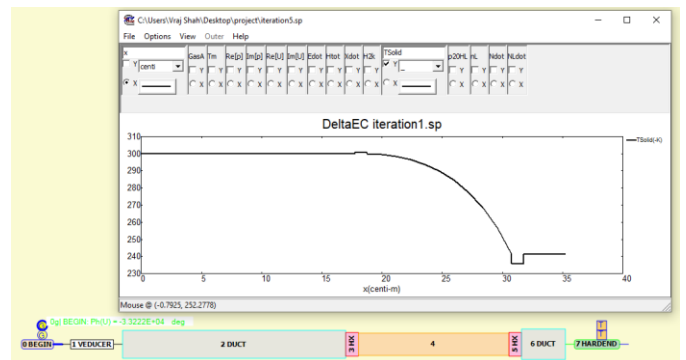 C:\Users\Vraj Shah\Desktop\project\iteration5.sp
File Options View Outer Help
x GasA Tm Re[p] Im[p] Re[U] Im[U] Edot Htot Xdot H2k TSolid p20HL nL Ndot NLdot
Y centi Y Y Y Y Y Y Y Y Y Y Y _ Y Y Y Y
X X X X X X X X X X X X X X X X
DeltaEC iteration1.sp
310
300
290
280
270
260
250
240
230
0 5 10 15 20 25 30 35 40
x(centi-m)
TSolid(-K)
Mouse @ (-0.7925, 252.2778)
0g) BEGIN: Ph(U) = -3.3222E+04 deg
0 BEGIN 1 VEDUCER 2 DUCT 3 HX 4 5 HX 6 DUCT 7 HARDEND